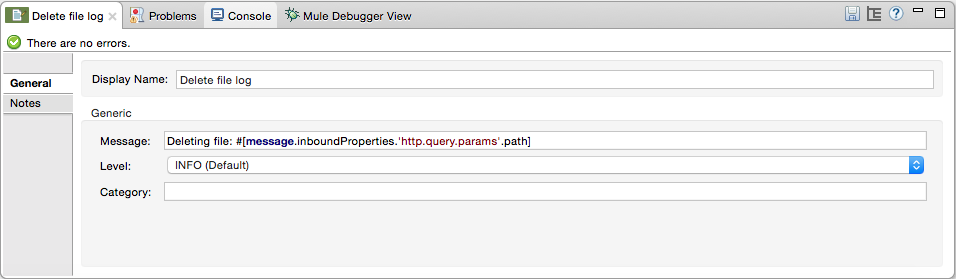 Delete file log Problems Console Mule Debugger View
There are no errors.
General
Notes
Display Name: Delete file log
Generic
Message: Deleting file: #[message.inboundProperties.'http.query.params'.path]
Level: INFO (Default)
Category: